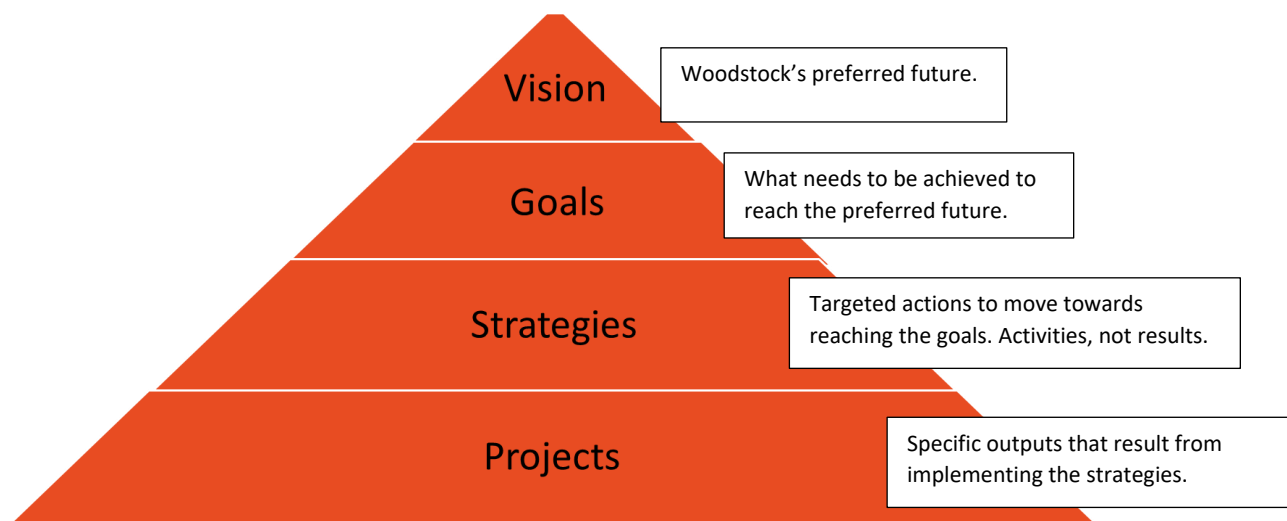 Vision
Woodstock’s preferred future.
Goals
What needs to be achieved to
reach the preferred future.
Strategies
Targeted actions to move towards
reaching the goals. Activities, not results.
Projects
Specific outputs that result from
implementing the strategies.